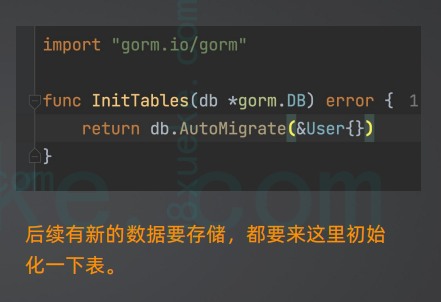 import "gorm.io/gorm"
func InitTables(db *gorm.DB) error { 1
return db.AutoMigrate(&User{})
}
后续有新的数据要存储，都要来这里初始
化一下表。